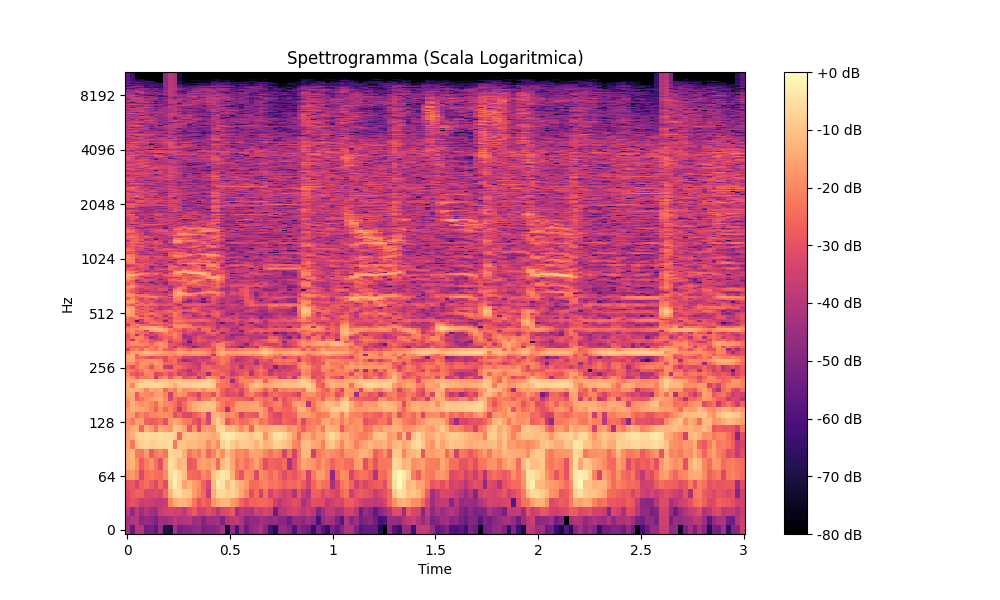 Spettrogramma (Scala Logaritmica)
8192
4096
2048
1024
512
256
128
64
0
Hz
0
0.5
1
1.5
2
2.5
3
Time
+0 dB
-10 dB
-20 dB
-30 dB
-40 dB
-50 dB
-60 dB
-70 dB
-80 dB